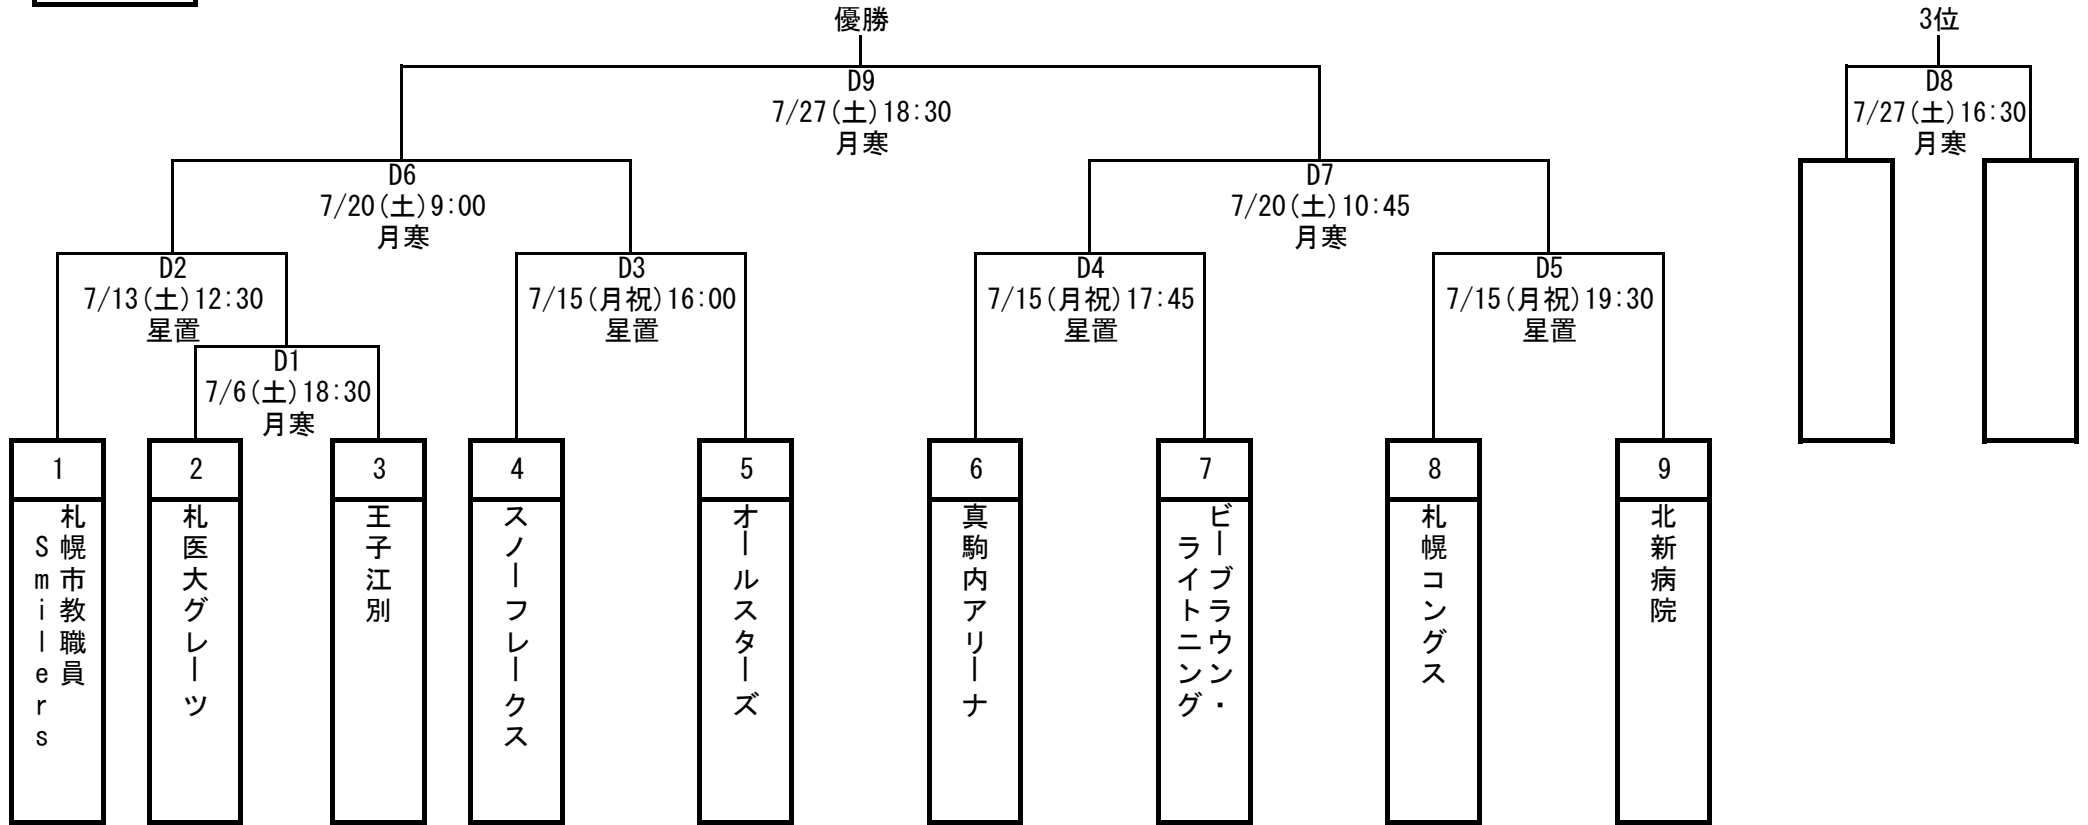 優勝
3位
D9
7/27(土)18:30
月寒
D8
7/27(土)16:30
月寒
D6
7/20(土)9:00
月寒
D7
7/20(土)10:45
月寒
D2
7/13(土)12:30
星置
D3
7/15(月祝)16:00
星置
D4
7/15(月祝)17:45
星置
D5
7/15(月祝)19:30
星置
D1
7/6(土)18:30
月寒
1
札幌市教職員
Smilers
2
札医大グレーツ
3
王子江別
4
スノーフレークス
5
オールスターズ
6
真駒内アリーナ
7
ビーブラウン・
ライトニング
8
札幌コングス
9
北新病院